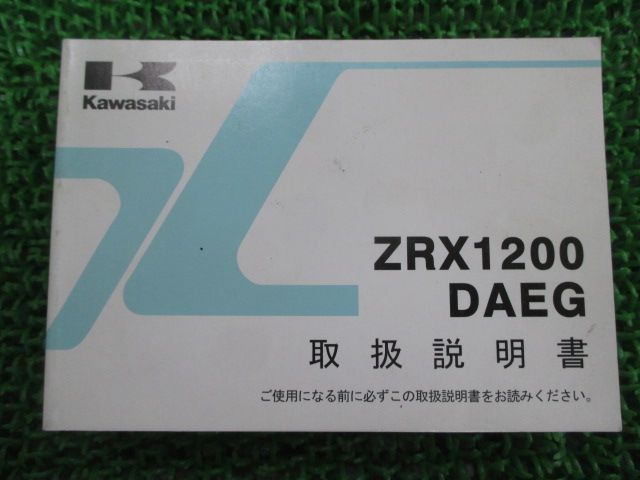 Kawasaki
ZRX1200
DAEG
取扱説明書
ご使用になる前に必ずこの取扱説明書をお読みください。